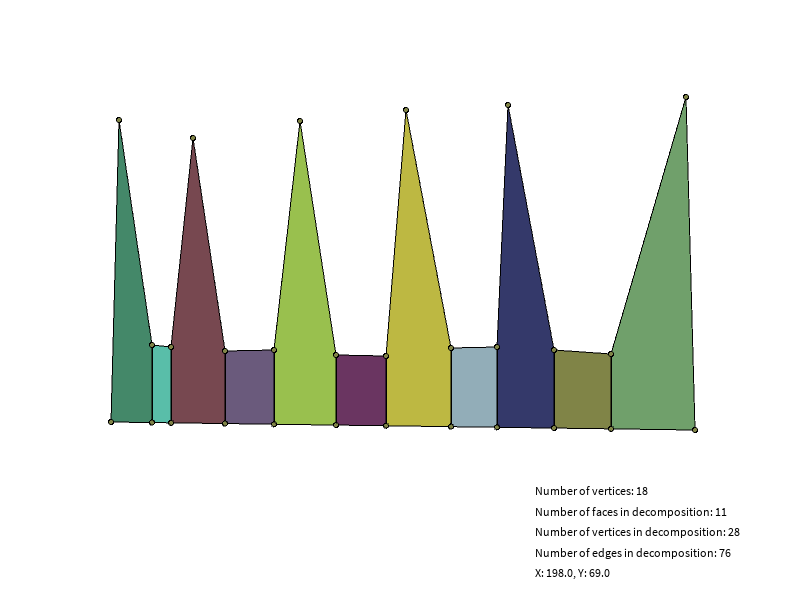 Number of vertices: 18
Number of faces in decomposition: 11
Number of vertices in decomposition: 28
Number of edges in decomposition: 76
X: 198.0, Y: 69.0